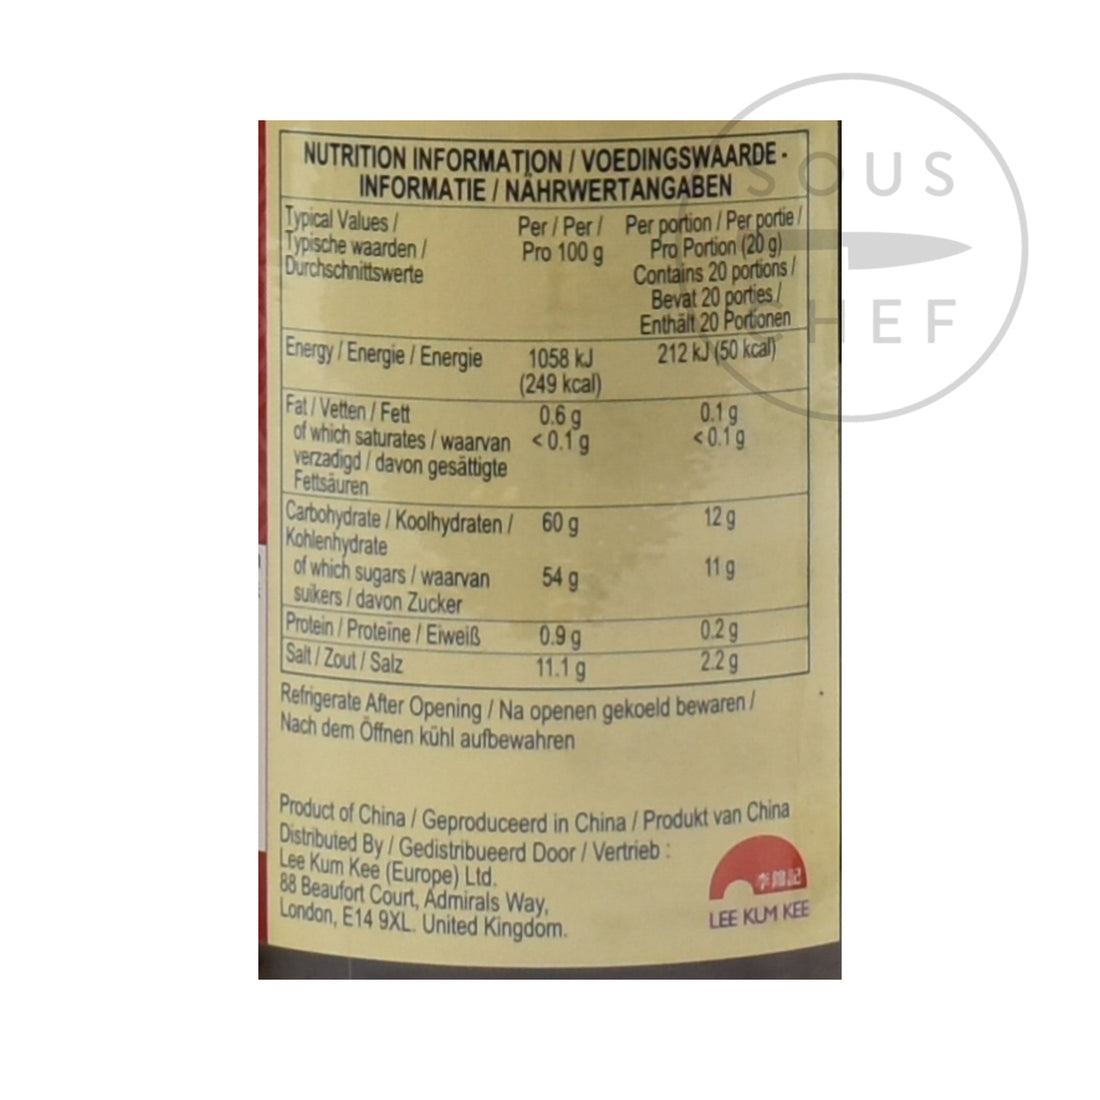 SOUS
CHEF
NUTRITION INFORMATION / VOEDINGSWAARDE -
INFORMATIE / NÄHRWERTANGABEN
Typical Values / Per / Per / Per portion / Per portie /
Typische waarden / Pro 100 g Pro Portion (20 g)
Durchschnittswerte Contains 20 portions /
Bevat 20 porties /
Enthält 20 Portionen
Energy / Energie / Energie 1058 kJ 212 kJ (50 kcal)
(249 kcal)
Fat / Vetten / Fett 0.6 g 0.1 g
of which saturates / waarvan < 0.1 g < 0.1 g
verzadigd / davon gesättigte
Fettsäuren
Carbohydrate / Koolhydraten / 60 g 12 g
Kohlenhydrate
of which sugars / waarvan 54 g 11 g
suikers / davon Zucker
Protein / Proteïne / Eiweiß 0.9 g 0.2 g
Salt / Zout / Salz 11.1 g 2.2 g
Refrigerate After Opening / Na openen gekoeld bewaren /
Nach dem Öffnen kühl aufbewahren
Product of China / Geproduceerd in China / Produkt van China
Distributed By / Gedistribueerd Door / Vertrieb :
Lee Kum Kee (Europe) Ltd.
88 Beaufort Court, Admirals Way,
London, E14 9XL. United Kingdom.
李錦記
LEE KUM KEE